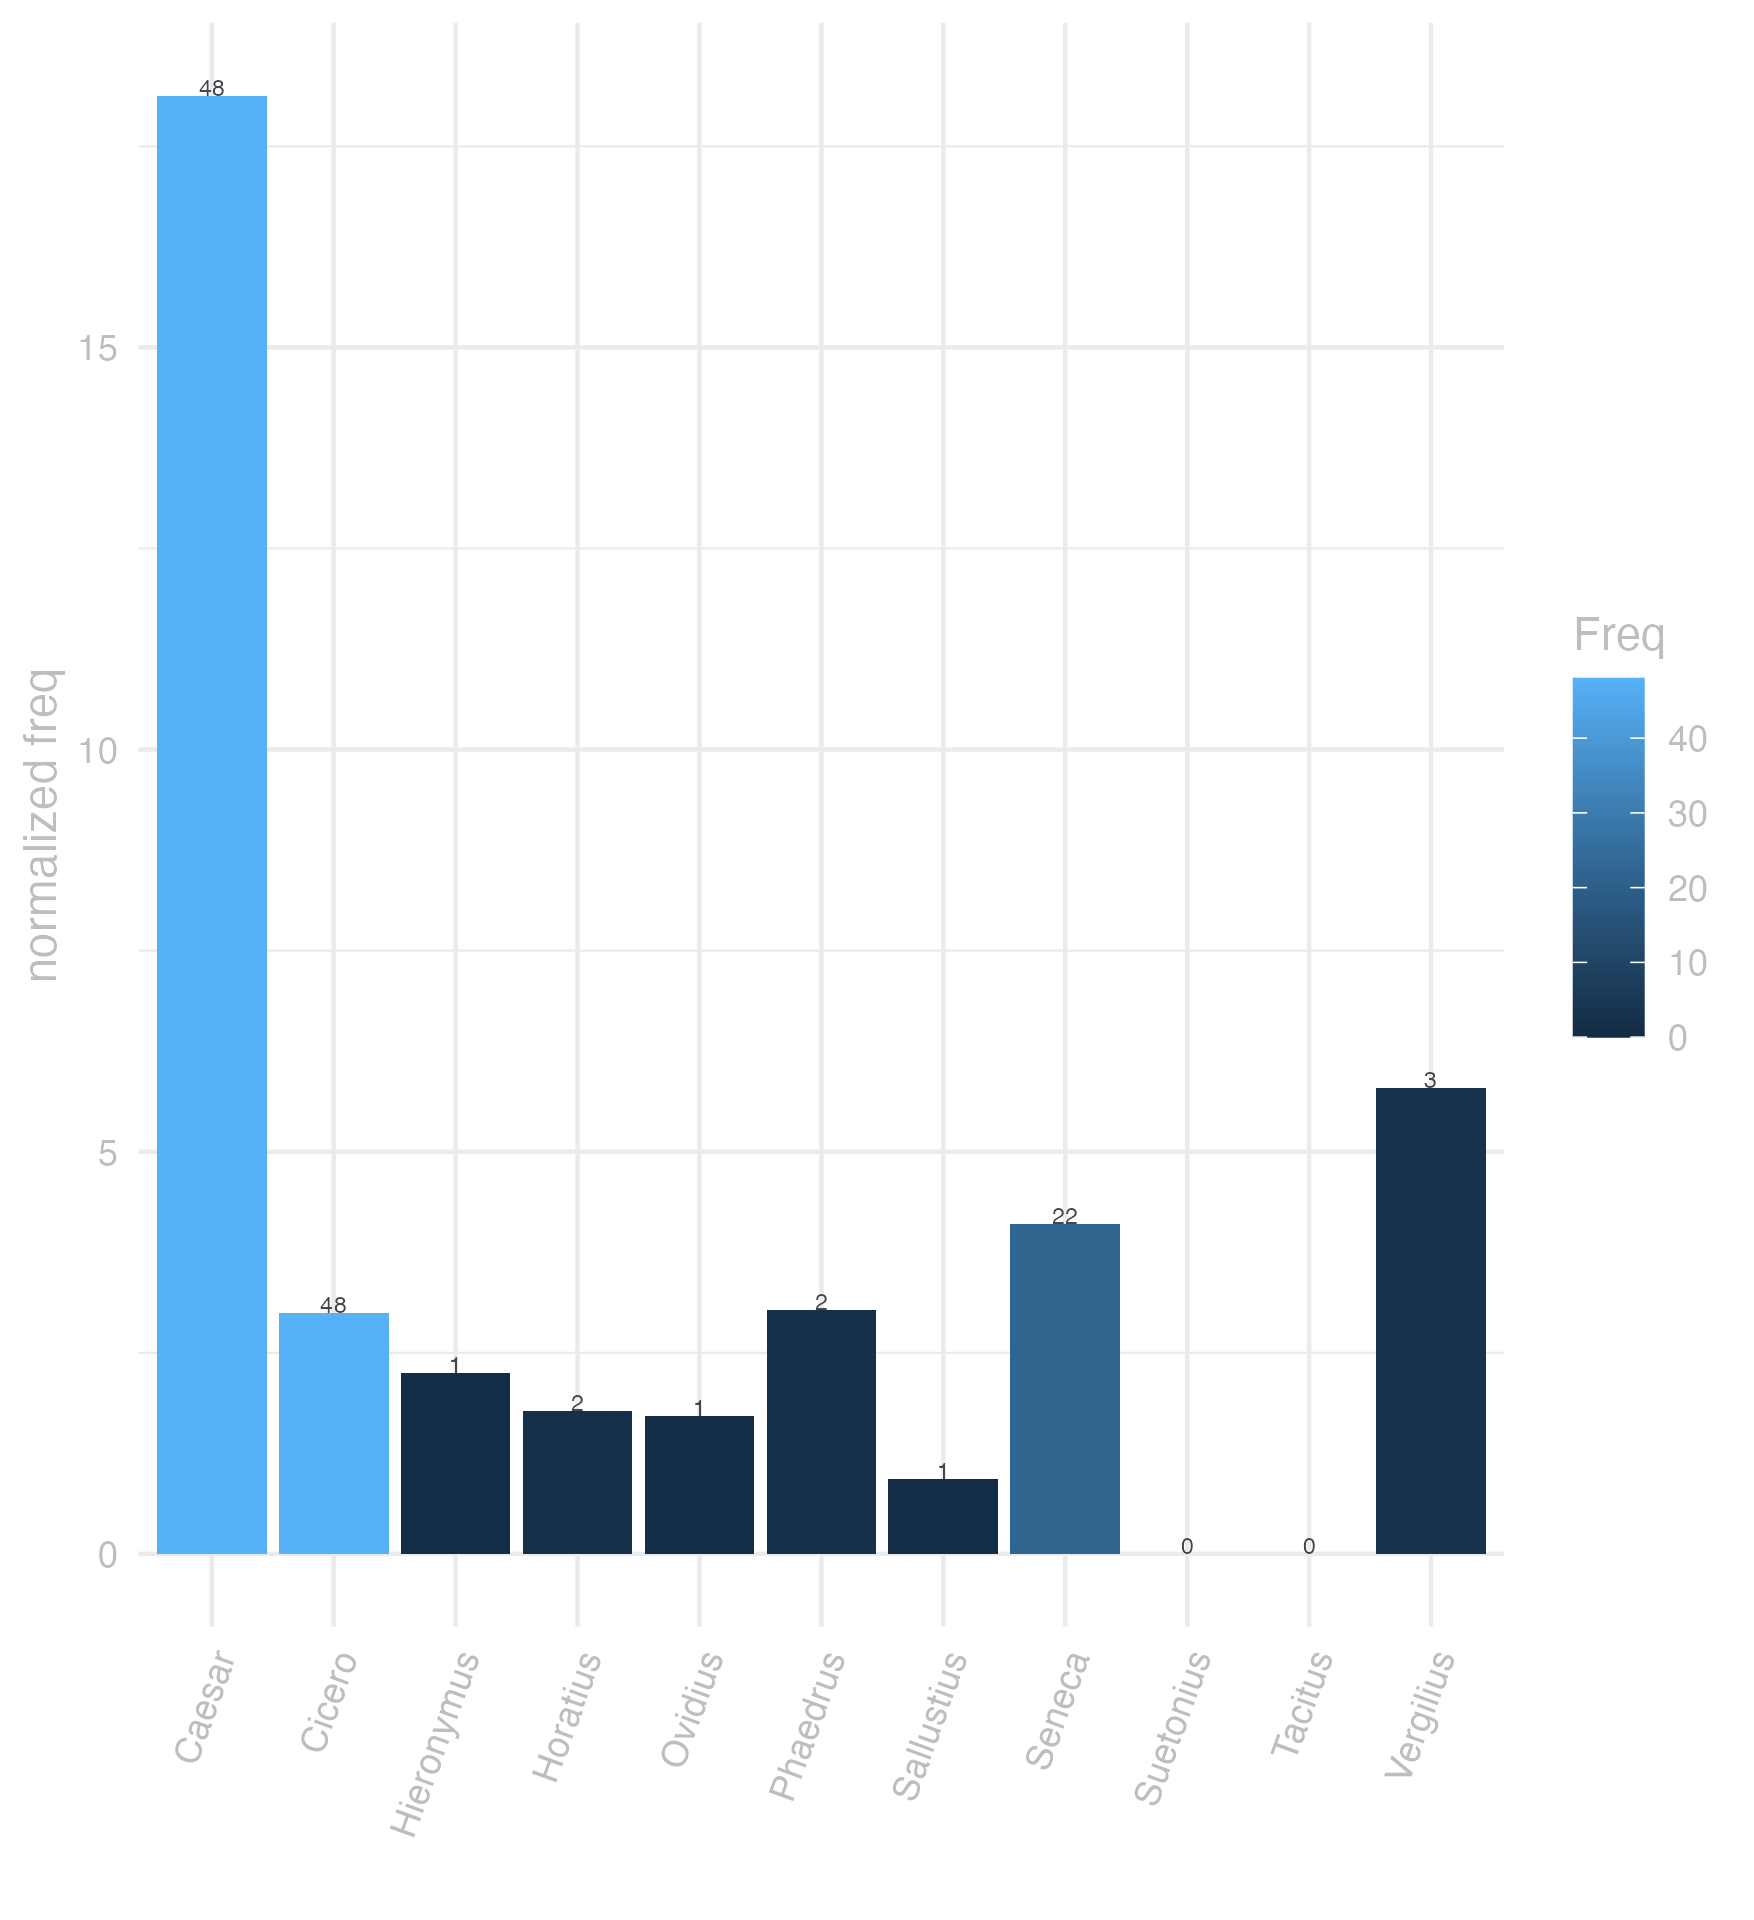 48
15
10
5
0
normalized freq
48
1
2
1
2
1
22
0
0
3
Caesar
Cicero
Hieronymus
Horatius
Ovidius
Phaedrus
Sallustius
Seneca
Suetonius
Tacitus
Vergilius
Freq
40
30
20
10
0